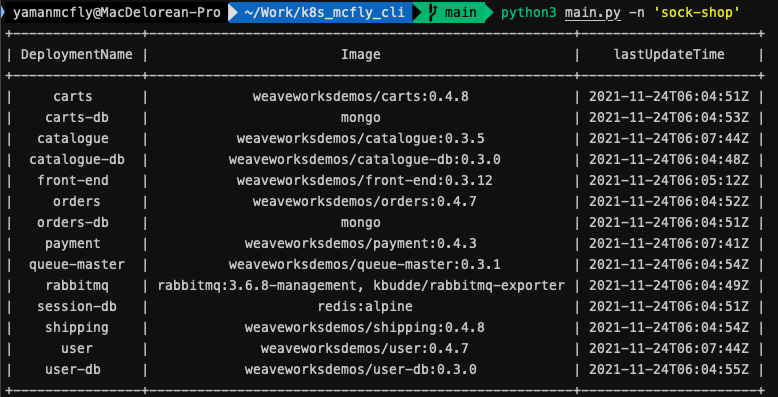 yamanmcfly@MacDelorean-Pro ~/Work/k8s_mcfly_cli main python3 main.py -n 'sock-shop'
+----------------+------------------------------------------------------+----------------------+
| DeploymentName | Image | lastUpdateTime |
+----------------+------------------------------------------------------+----------------------+
| carts | weaveworksdemos/carts:0.4.8 | 2021-11-24T06:04:51Z |
| carts-db | mongo | 2021-11-24T06:04:53Z |
| catalogue | weaveworksdemos/catalogue:0.3.5 | 2021-11-24T06:07:44Z |
| catalogue-db | weaveworksdemos/catalogue-db:0.3.0 | 2021-11-24T06:04:48Z |
| front-end | weaveworksdemos/front-end:0.3.12 | 2021-11-24T06:05:12Z |
| orders | weaveworksdemos/orders:0.4.7 | 2021-11-24T06:04:52Z |
| orders-db | mongo | 2021-11-24T06:04:51Z |
| payment | weaveworksdemos/payment:0.4.3 | 2021-11-24T06:07:41Z |
| queue-master | weaveworksdemos/queue-master:0.3.1 | 2021-11-24T06:04:54Z |
| rabbitmq | rabbitmq:3.6.8-management, kbudde/rabbitmq-exporter | 2021-11-24T06:04:49Z |
| session-db | redis:alpine | 2021-11-24T06:04:51Z |
| shipping | weaveworksdemos/shipping:0.4.8 | 2021-11-24T06:04:54Z |
| user | weaveworksdemos/user:0.4.7 | 2021-11-24T06:07:44Z |
| user-db | weaveworksdemos/user-db:0.3.0 | 2021-11-24T06:04:55Z |
+----------------+------------------------------------------------------+----------------------+